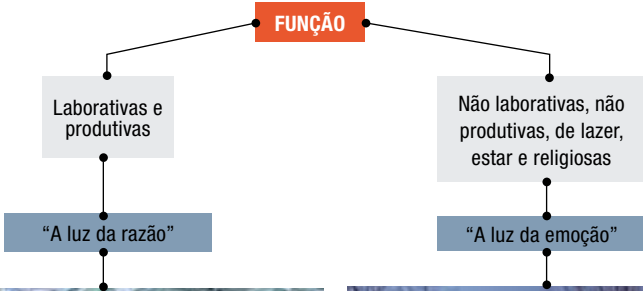 FUNÇÃO
Laborativas e
produtivas
Não laborativas, não
produtivas, de lazer,
estar e religiosas
“A luz da razão”
“A luz da emoção”